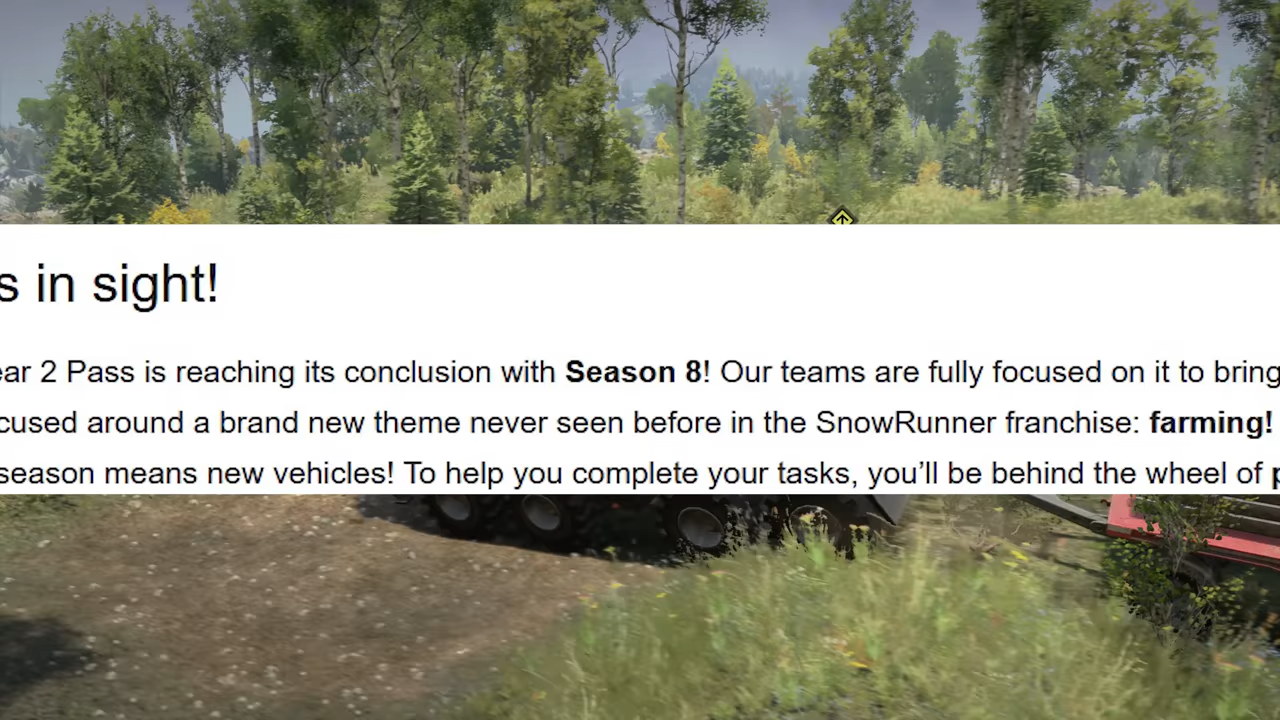 s in sight!
ear 2 Pass is reaching its conclusion with Season 8! Our teams are fully focused on it to bring
cused around a brand new theme never seen before in the SnowRunner franchise: farming!
season means new vehicles! To help you complete your tasks, you’ll be behind the wheel of p